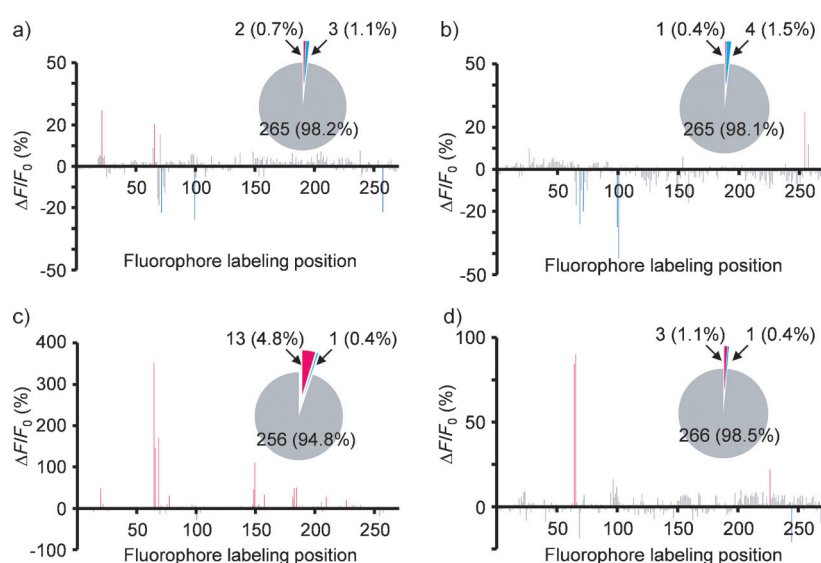 a)
2 (0.7%) 3 (1.1%)
265 (98.2%)
50
20
0
-20
-50
50 100 150 200 250
ΔF/F0 (%)
Fluorophore labeling position
b)
1 (0.4%) 4 (1.5%)
265 (98.1%)
50
20
0
-20
-50
50 100 150 200 250
ΔF/F0 (%)
Fluorophore labeling position
c)
13 (4.8%) 1 (0.4%)
256 (94.8%)
400
300
200
100
0
-100
50 100 150 200 250
ΔF/F0 (%)
Fluorophore labeling position
d)
3 (1.1%) 1 (0.4%)
266 (98.5%)
100
50
0
-20
50 100 150 200 250
ΔF/F0 (%)
Fluorophore labeling position